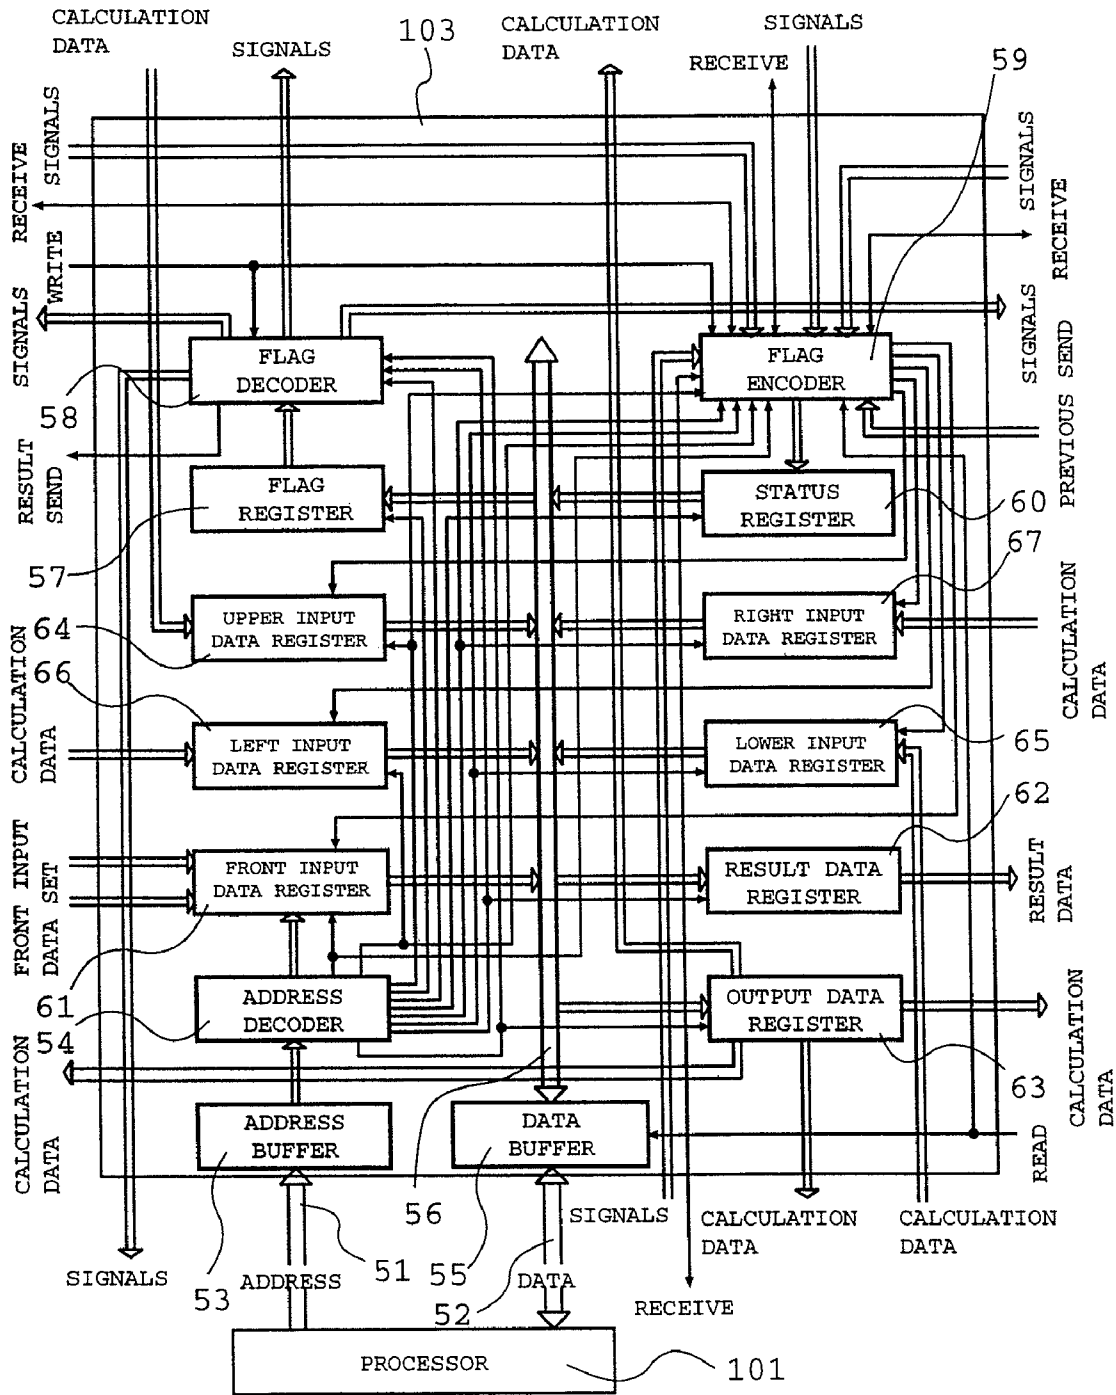 CALCULATION
DATA
SIGNALS
103
CALCULATION
DATA
SIGNALS
RECEIVE
59
SIGNALS
RECEIVE
WRITE
SIGNALS
SIGNALS
RECEIVE
SIGNALS
FLAG
DECODER
FLAG
ENCODER
58
RESULT
SEND
PREVIOUS SEND
FLAG
REGISTER
STATUS
REGISTER
60
57
67
UPPER INPUT
DATA REGISTER
RIGHT INPUT
DATA REGISTER
64
CALCULATION
DATA
66
CALCULATION
DATA
LEFT INPUT
DATA REGISTER
LOWER INPUT
DATA REGISTER
65
62
FRONT INPUT
DATA SET
FRONT INPUT
DATA REGISTER
RESULT DATA
REGISTER
RESULT
DATA
61
ADDRESS
DECODER
OUTPUT DATA
REGISTER
54
63
CALCULATION
DATA
CALCULATION
DATA
ADDRESS
BUFFER
DATA
BUFFER
READ
53
56
SIGNALS
CALCULATION
DATA
CALCULATION
DATA
SIGNALS
ADDRESS
51
55
DATA
52
RECEIVE
PROCESSOR
101